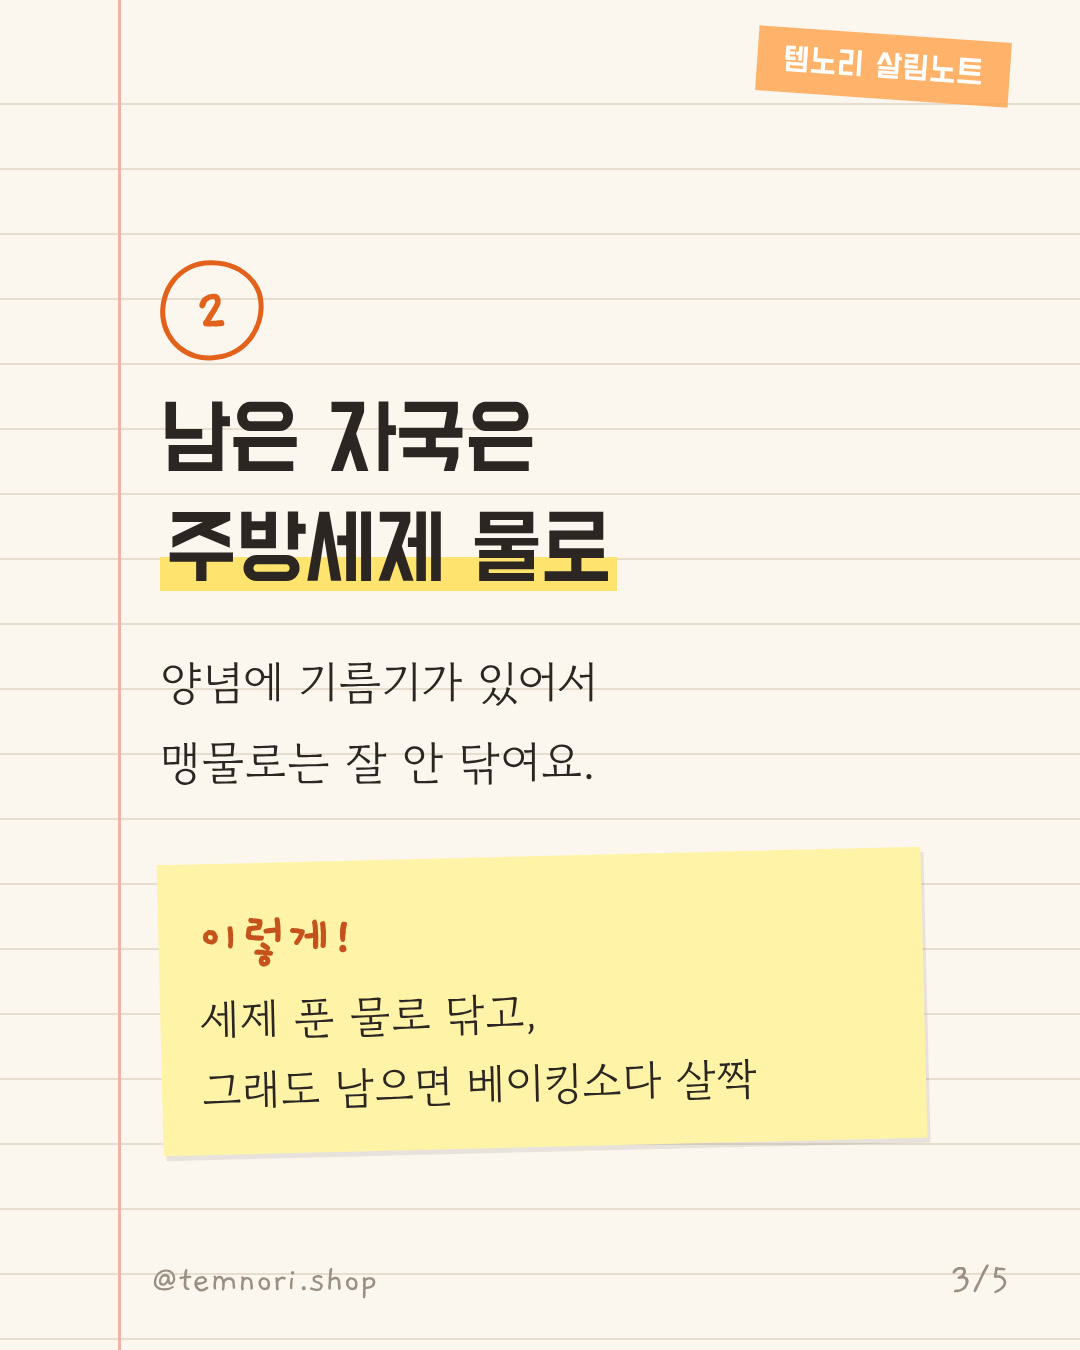 템노리 살림노트
2
남은 자국은
주방세제 물로
양념에 기름기가 있어서
맹물로는 잘 안 닦여요.
이렇게!
세제 푼 물로 닦고,
그래도 남으면 베이킹소다 살짝
@temnori.shop
3/5